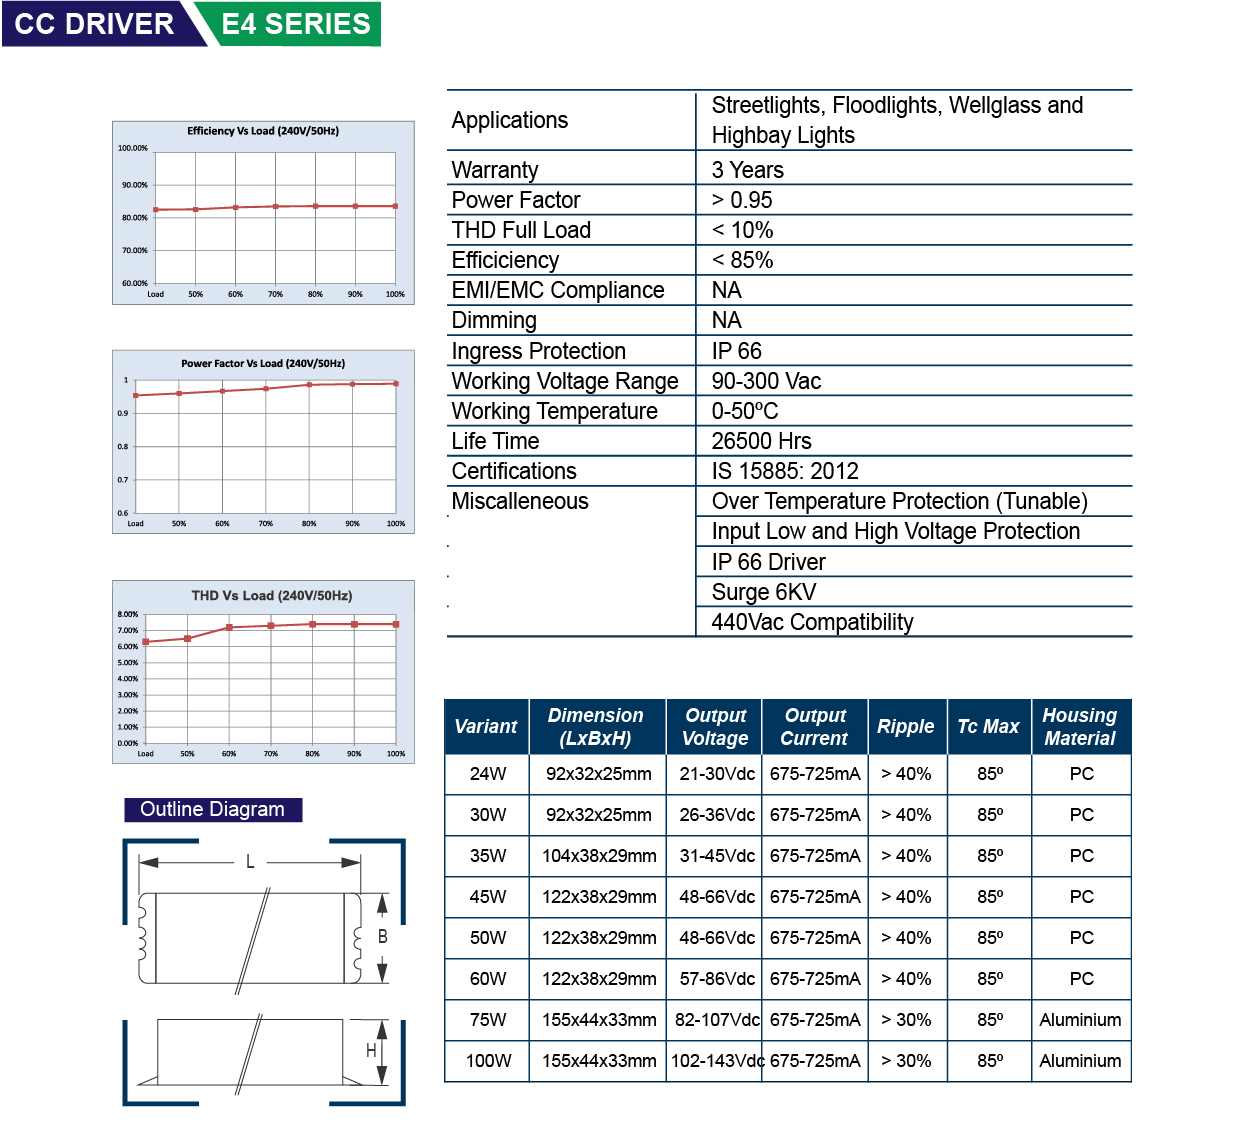 CC DRIVER E4 SERIES
Efficiency Vs Load (240V/50Hz)
100.00%
90.00%
80.00%
70.00%
60.00%
Load 50% 60% 70% 80% 90% 100%
Power Factor Vs Load (240V/50Hz)
1
0.9
0.8
0.7
0.6
Load 50% 60% 70% 80% 90% 100%
THD Vs Load (240V/50Hz)
8.00%
7.00%
6.00%
5.00%
4.00%
3.00%
2.00%
1.00%
0.00%
Load 50% 60% 70% 80% 90% 100%
Outline Diagram
L
B
H
Applications Streetlights, Floodlights, Wellglass and
Highbay Lights
Warranty 3 Years
Power Factor > 0.95
THD Full Load < 10%
Efficiciency < 85%
EMI/EMC Compliance NA
Dimming NA
Ingress Protection IP 66
Working Voltage Range 90-300 Vac
Working Temperature 0-50ºC
Life Time 26500 Hrs
Certifications IS 15885: 2012
Miscalleneous Over Temperature Protection (Tunable)
Input Low and High Voltage Protection
IP 66 Driver
Surge 6KV
440Vac Compatibility
Variant Dimension (LxBxH) Output Voltage Output Current Ripple Tc Max Housing Material
24W 92x32x25mm 21-30Vdc 675-725mA > 40% 85º PC
30W 92x32x25mm 26-36Vdc 675-725mA > 40% 85º PC
35W 104x38x29mm 31-45Vdc 675-725mA > 40% 85º PC
45W 122x38x29mm 48-66Vdc 675-725mA > 40% 85º PC
50W 122x38x29mm 48-66Vdc 675-725mA > 40% 85º PC
60W 122x38x29mm 57-86Vdc 675-725mA > 40% 85º PC
75W 155x44x33mm 82-107Vdc 675-725mA > 30% 85º Aluminium
100W 155x44x33mm 102-143Vdc 675-725mA > 30% 85º Aluminium